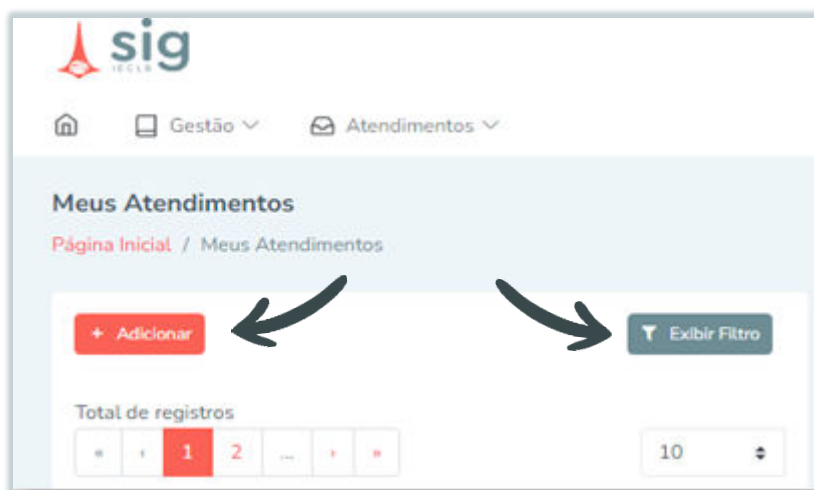 sig
IECLB
Gestão
Atendimentos
Meus Atendimentos
Página Inicial / Meus Atendimentos
+ Adicionar
Exibir Filtro
Total de registros
« ‹ 1 2 ... › »
10